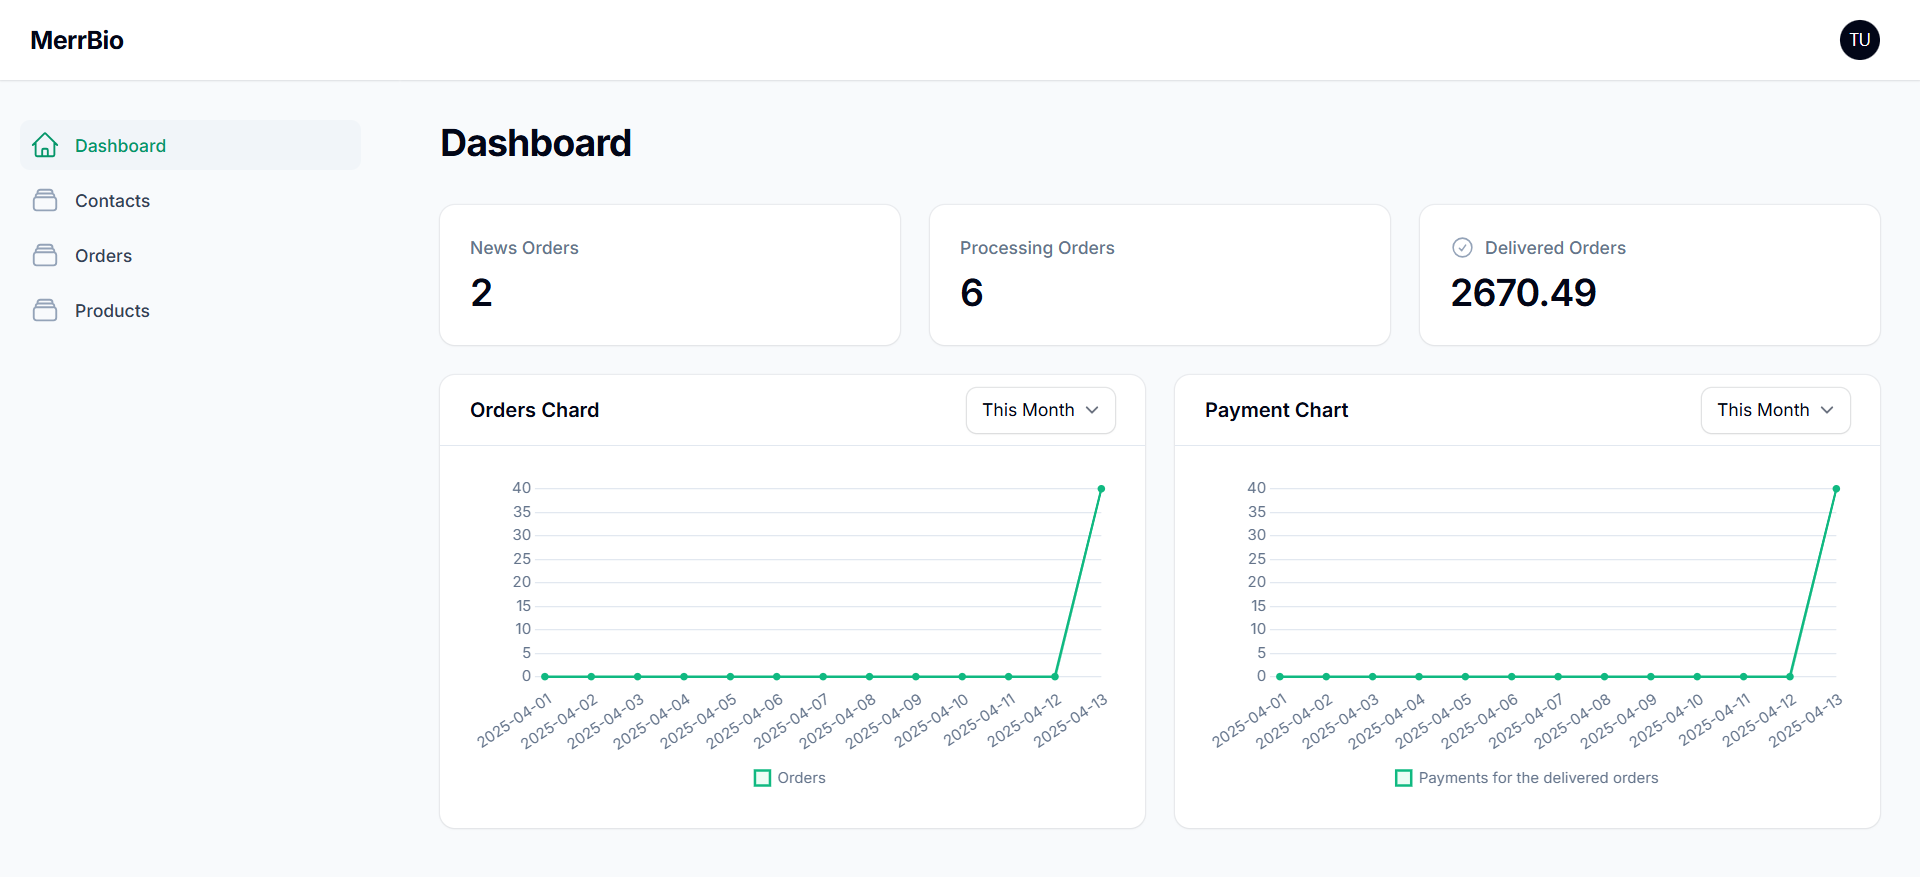 MerrBio
TU
Dashboard
Contacts
Orders
Products
Dashboard
News Orders
2
Processing Orders
6
Delivered Orders
2670.49
Orders Chard
This Month
40
35
30
25
20
15
10
5
0
2025-04-01
2025-04-02
2025-04-03
2025-04-04
2025-04-05
2025-04-06
2025-04-07
2025-04-08
2025-04-09
2025-04-10
2025-04-11
2025-04-12
2025-04-13
Orders
Payment Chart
This Month
40
35
30
25
20
15
10
5
0
2025-04-01
2025-04-02
2025-04-03
2025-04-04
2025-04-05
2025-04-06
2025-04-07
2025-04-08
2025-04-09
2025-04-10
2025-04-11
2025-04-12
2025-04-13
Payments for the delivered orders